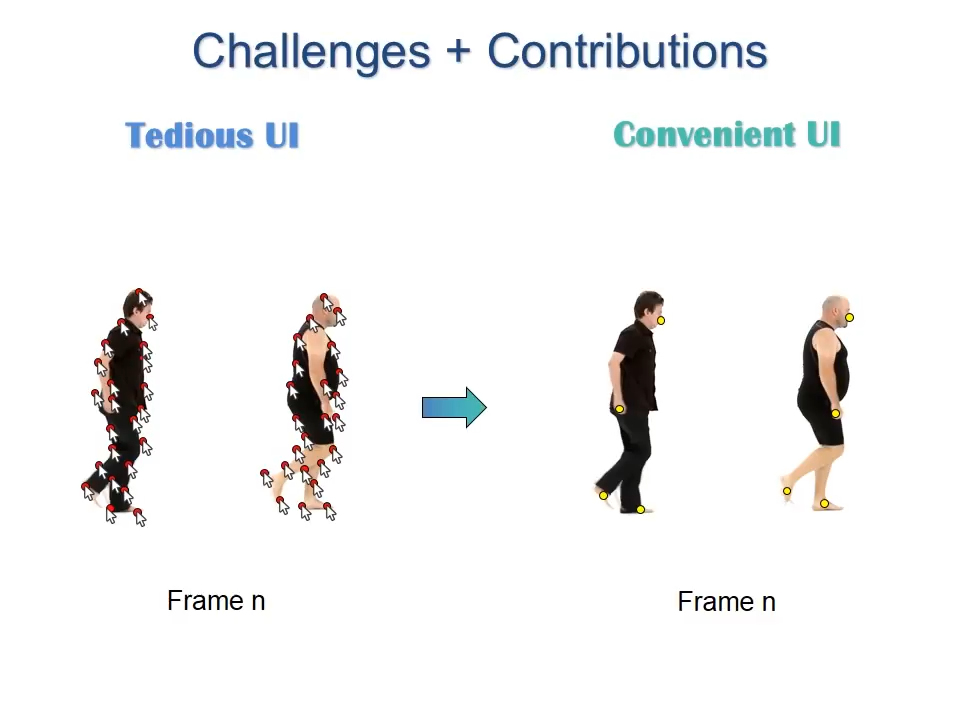 Challenges + Contributions
Tedious UI
Convenient UI
Frame n
Frame n